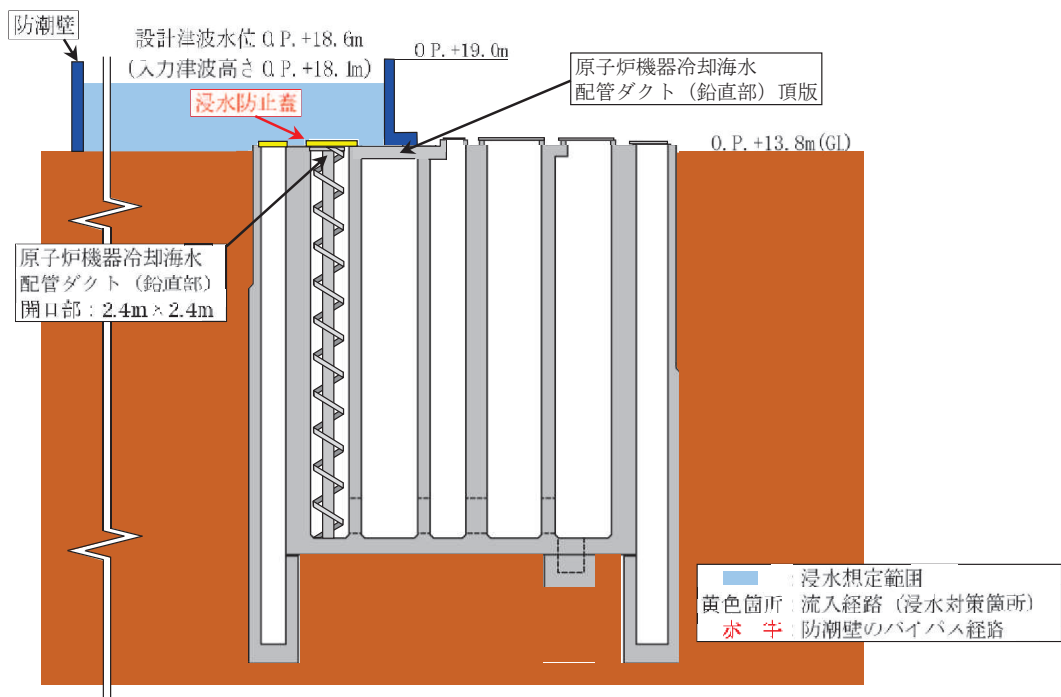 防潮壁
設計津波水位 O.P.+18.6m
(入力津波高さ O.P.+18.1m)
O.P.+19.0m
浸水防止蓋
原子炉機器冷却海水
配管ダクト（鉛直部）頂版
O.P.+13.8m(GL)
原子炉機器冷却海水
配管ダクト（鉛直部）
開口部：2.4m×2.4m
：浸水想定範囲
黄色箇所：流入経路（浸水対策箇所）
：防潮壁のバイパス経路